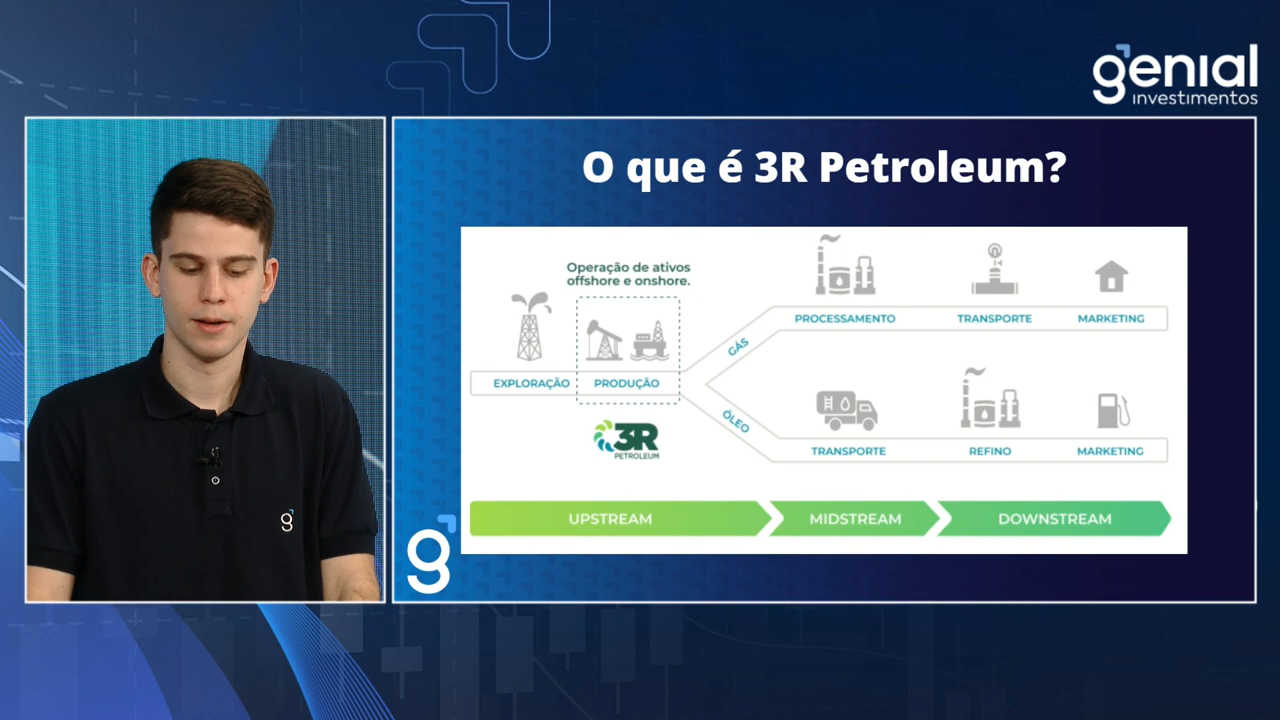 genial
investimentos
O que é 3R Petroleum?
Operação de ativos
offshore e onshore.
PROCESSAMENTO
TRANSPORTE
MARKETING
GÁS
EXPLORAÇÃO
PRODUÇÃO
ÓLEO
3R
PETROLEUM
TRANSPORTE
REFINO
MARKETING
UPSTREAM
MIDSTREAM
DOWNSTREAM
g
g